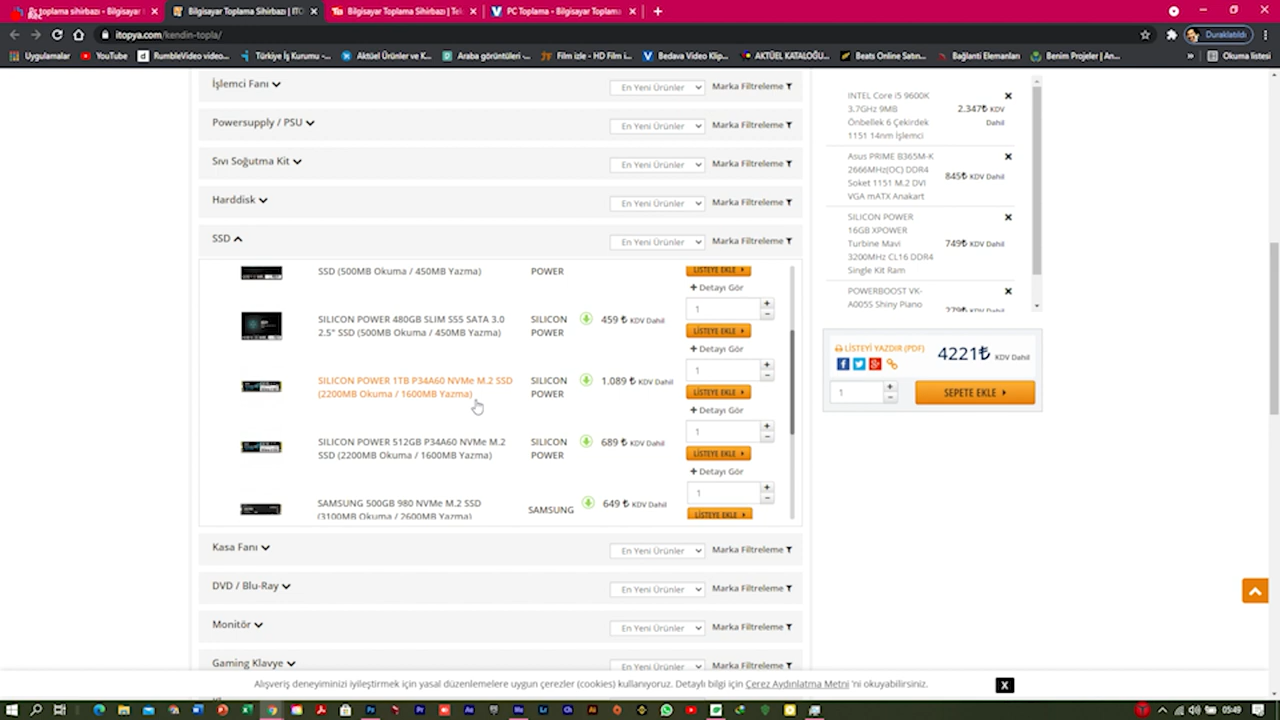 Pc toplama sihirbazı - Bilgisayar
Bilgisayar Toplama Sihirbazı | ITO
Bilgisayar Toplama Sihirbazı | Tek
PC Toplama - Bilgisayar Toplama
itopya.com/kendin-topla/
Duraklatıldı
Uygulamalar
YouTube
RumbleVideo video...
Türkiye İş Kurumu -...
Aktüel Ürünler ve K...
Araba görüntüleri -...
Film izle - HD Film i...
Bedava Video Klip...
AKTÜEL KATALOĞU...
Beats Online Satın...
Bağlanti Elemanları
Benim Projeler | An...
»
Okuma listesi
İşlemci Fanı
En Yeni Ürünler
Marka Filtreleme
Powersupply / PSU
En Yeni Ürünler
Marka Filtreleme
Sıvı Soğutma Kit
En Yeni Ürünler
Marka Filtreleme
Harddisk
En Yeni Ürünler
Marka Filtreleme
SSD
En Yeni Ürünler
Marka Filtreleme
SSD (500MB Okuma / 450MB Yazma)
POWER
LİSTEYE EKLE
+ Detayı Gör
SILICON POWER 480GB SLIM S55 SATA 3.0
2.5" SSD (500MB Okuma / 450MB Yazma)
SILICON
POWER
459 ₺ KDV Dahil
1
LİSTEYE EKLE
+ Detayı Gör
SILICON POWER 1TB P34A60 NVMe M.2 SSD
(2200MB Okuma / 1600MB Yazma)
SILICON
POWER
1.089 ₺ KDV Dahil
1
LİSTEYE EKLE
+ Detayı Gör
SILICON POWER 512GB P34A60 NVMe M.2
SSD (2200MB Okuma / 1600MB Yazma)
SILICON
POWER
689 ₺ KDV Dahil
1
LİSTEYE EKLE
+ Detayı Gör
SAMSUNG 500GB 980 NVMe M.2 SSD
(3100MB Okuma / 2600MB Yazma)
SAMSUNG
649 ₺ KDV Dahil
1
LİSTEYE EKLE
Kasa Fanı
En Yeni Ürünler
Marka Filtreleme
DVD / Blu-Ray
En Yeni Ürünler
Marka Filtreleme
Monitör
En Yeni Ürünler
Marka Filtreleme
Gaming Klavye
En Yeni Ürünler
Marka Filtreleme
INTEL Core i5 9600K
3.7GHz 9MB
Önbellek 6 Çekirdek
1151 14nm İşlemci
2.347₺ KDV
Dahil
Asus PRIME B365M-K
2666MHz(OC) DDR4
Soket 1151 M.2 DVI
VGA mATX Anakart
845₺ KDV Dahil
SILICON POWER
16GB XPOWER
Turbine Mavi
3200MHz CL16 DDR4
Single Kit Ram
749₺ KDV Dahil
POWERBOOST VK-
A005S Shiny Piano
279₺ KDV Dahil
LİSTEYİ YAZDIR (PDF)
4221₺ KDV Dahil
1
SEPETE EKLE
Alışveriş deneyiminizi iyileştirmek için yasal düzenlemelere uygun çerezler (cookies) kullanıyoruz. Detaylı bilgi için Çerez Aydınlatma Metni 'ni okuyabilirsiniz.
X
05:49